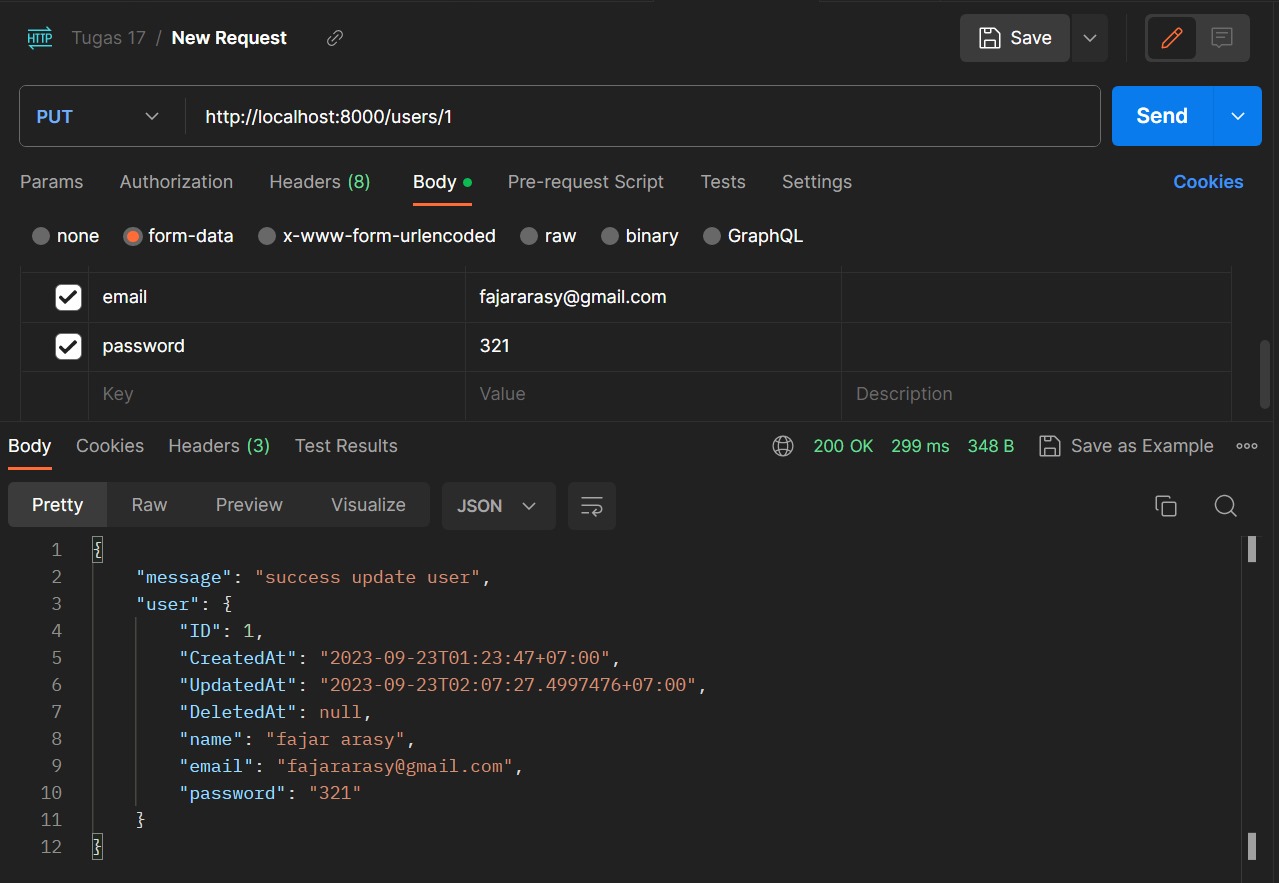 HTTP Tugas 17 / New Request Save
PUT http://localhost:8000/users/1 Send
Params Authorization Headers (8) Body Pre-request Script Tests Settings Cookies
none form-data x-www-form-urlencoded raw binary GraphQL
email fajararasy@gmail.com
password 321
Key Value Description
Body Cookies Headers (3) Test Results 200 OK 299 ms 348 B Save as Example
Pretty Raw Preview Visualize JSON
1 {
2 "message": "success update user",
3 "user": {
4 "ID": 1,
5 "CreatedAt": "2023-09-23T01:23:47+07:00",
6 "UpdatedAt": "2023-09-23T02:07:27.4997476+07:00",
7 "DeletedAt": null,
8 "name": "fajar arasy",
9 "email": "fajararasy@gmail.com",
10 "password": "321"
11 }
12 }